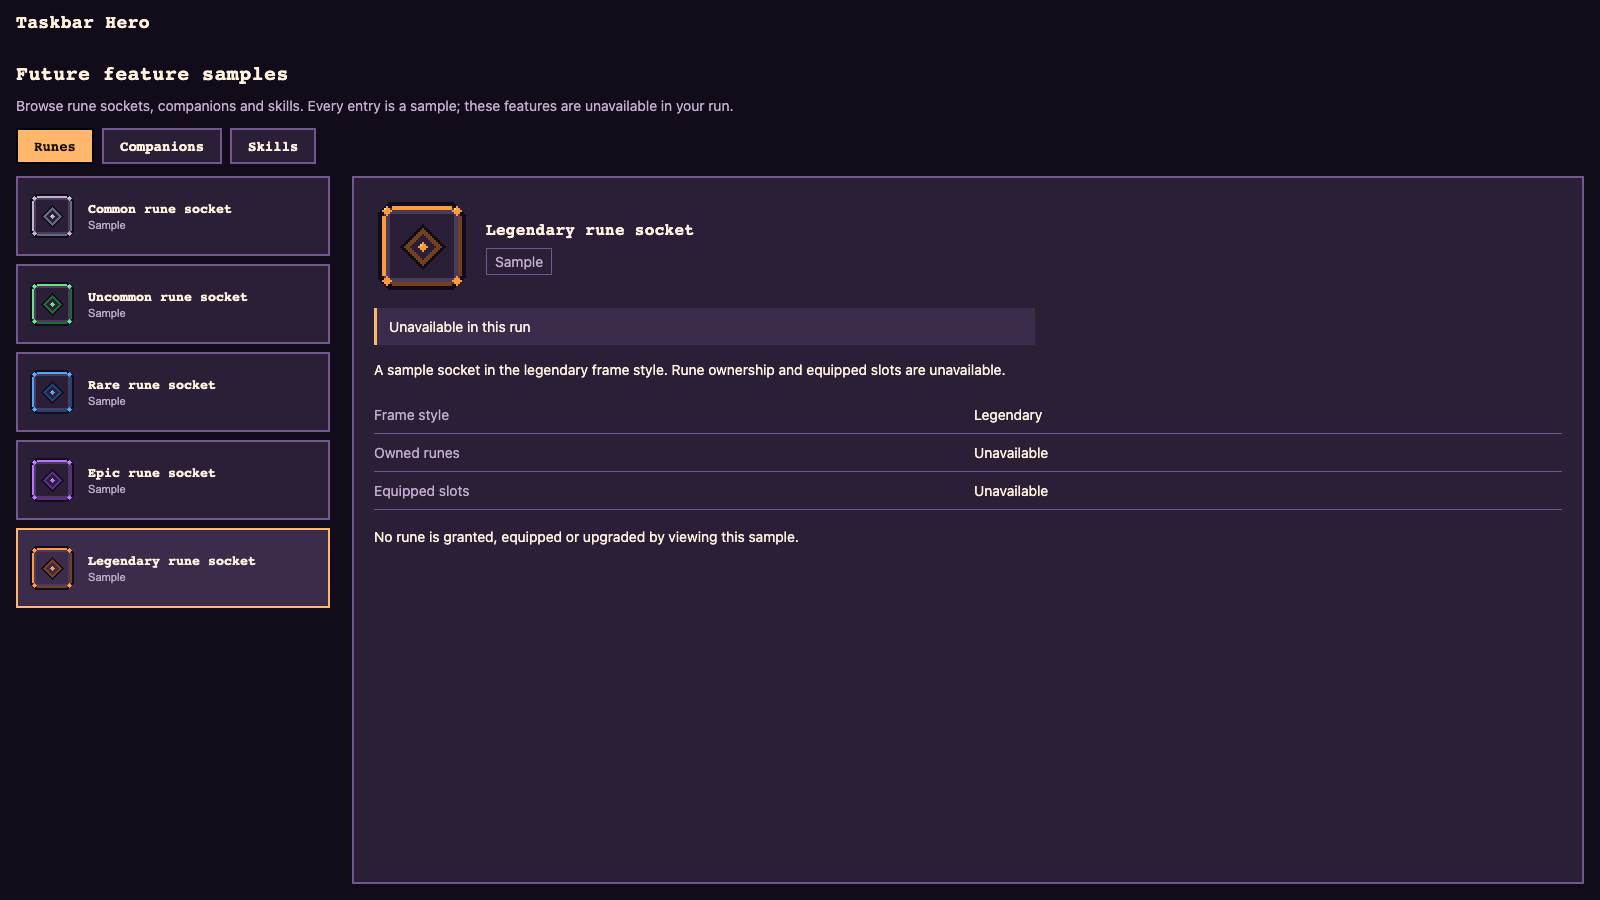 Taskbar Hero
Future feature samples
Browse rune sockets, companions and skills. Every entry is a sample; these features are unavailable in your run.
Runes
Companions
Skills
Common rune socket
Sample
Uncommon rune socket
Sample
Rare rune socket
Sample
Epic rune socket
Sample
Legendary rune socket
Sample
Legendary rune socket
Sample
Unavailable in this run
A sample socket in the legendary frame style. Rune ownership and equipped slots are unavailable.
Frame style Legendary
Owned runes Unavailable
Equipped slots Unavailable
No rune is granted, equipped or upgraded by viewing this sample.